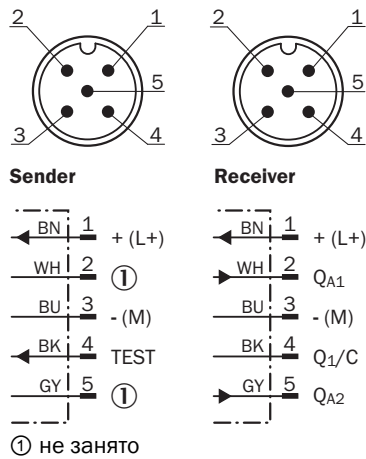 2 1 2 1
5 5
3 4 3 4
Sender Receiver
BN 1 + (L+) BN 1 + (L+)
WH 2 ① WH 2 QA1
BU 3 - (M) BU 3 - (M)
BK 4 TEST BK 4 Q1/C
GY 5 ① GY 5 QA2
① не занято